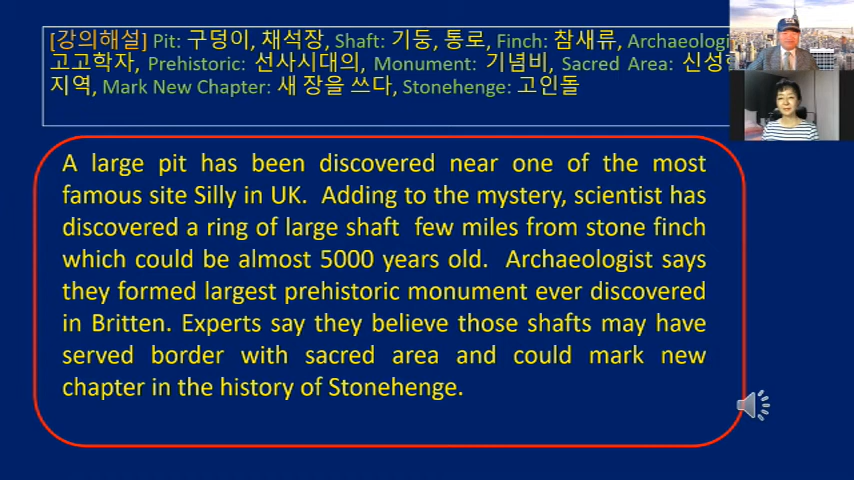 [강의해설] Pit: 구덩이, 채석장, Shaft: 기둥, 통로, Finch: 참새류,
고고학자, Prehistoric: 선사시대의, Monument: 기념비, Sacred Area:
지역, Mark New Chapter: 새 장을 쓰다, Stonehenge: 고인돌
A large pit has been discovered near one of the most
famous site Silly in UK. Adding to the mystery, scientist has
discovered a ring of large shaft few miles from stone finch
which could be almost 5000 years old. Archaeologist says
they formed largest prehistoric monument ever discovered
in Britten. Experts say they believe those shafts may have
served border with sacred area and could mark new
chapter in the history of Stonehenge.